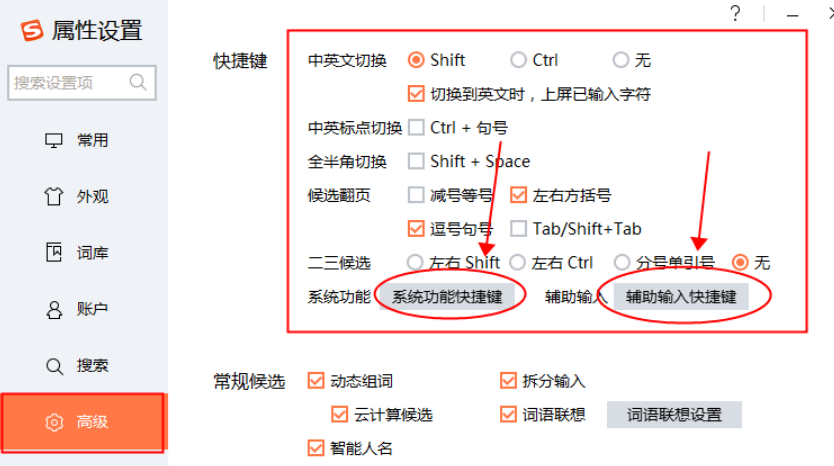 属性设置
搜索设置项
常用
外观
词库
账户
搜索
高级
?
快捷键 中英文切换 Shift Ctrl 无
切换到英文时，上屏已输入字符
中英标点切换 Ctrl + 句号
全半角切换 Shift + Space
候选翻页 减号等号 左右方括号
逗号句号 Tab/Shift+Tab
二三候选 左右 Shift 左右 Ctrl 分号单引号 无
系统功能 系统功能快捷键 辅助输入 辅助输入快捷键
常规候选 动态组词 拆分输入
云计算候选 词语联想 词语联想设置
智能人名